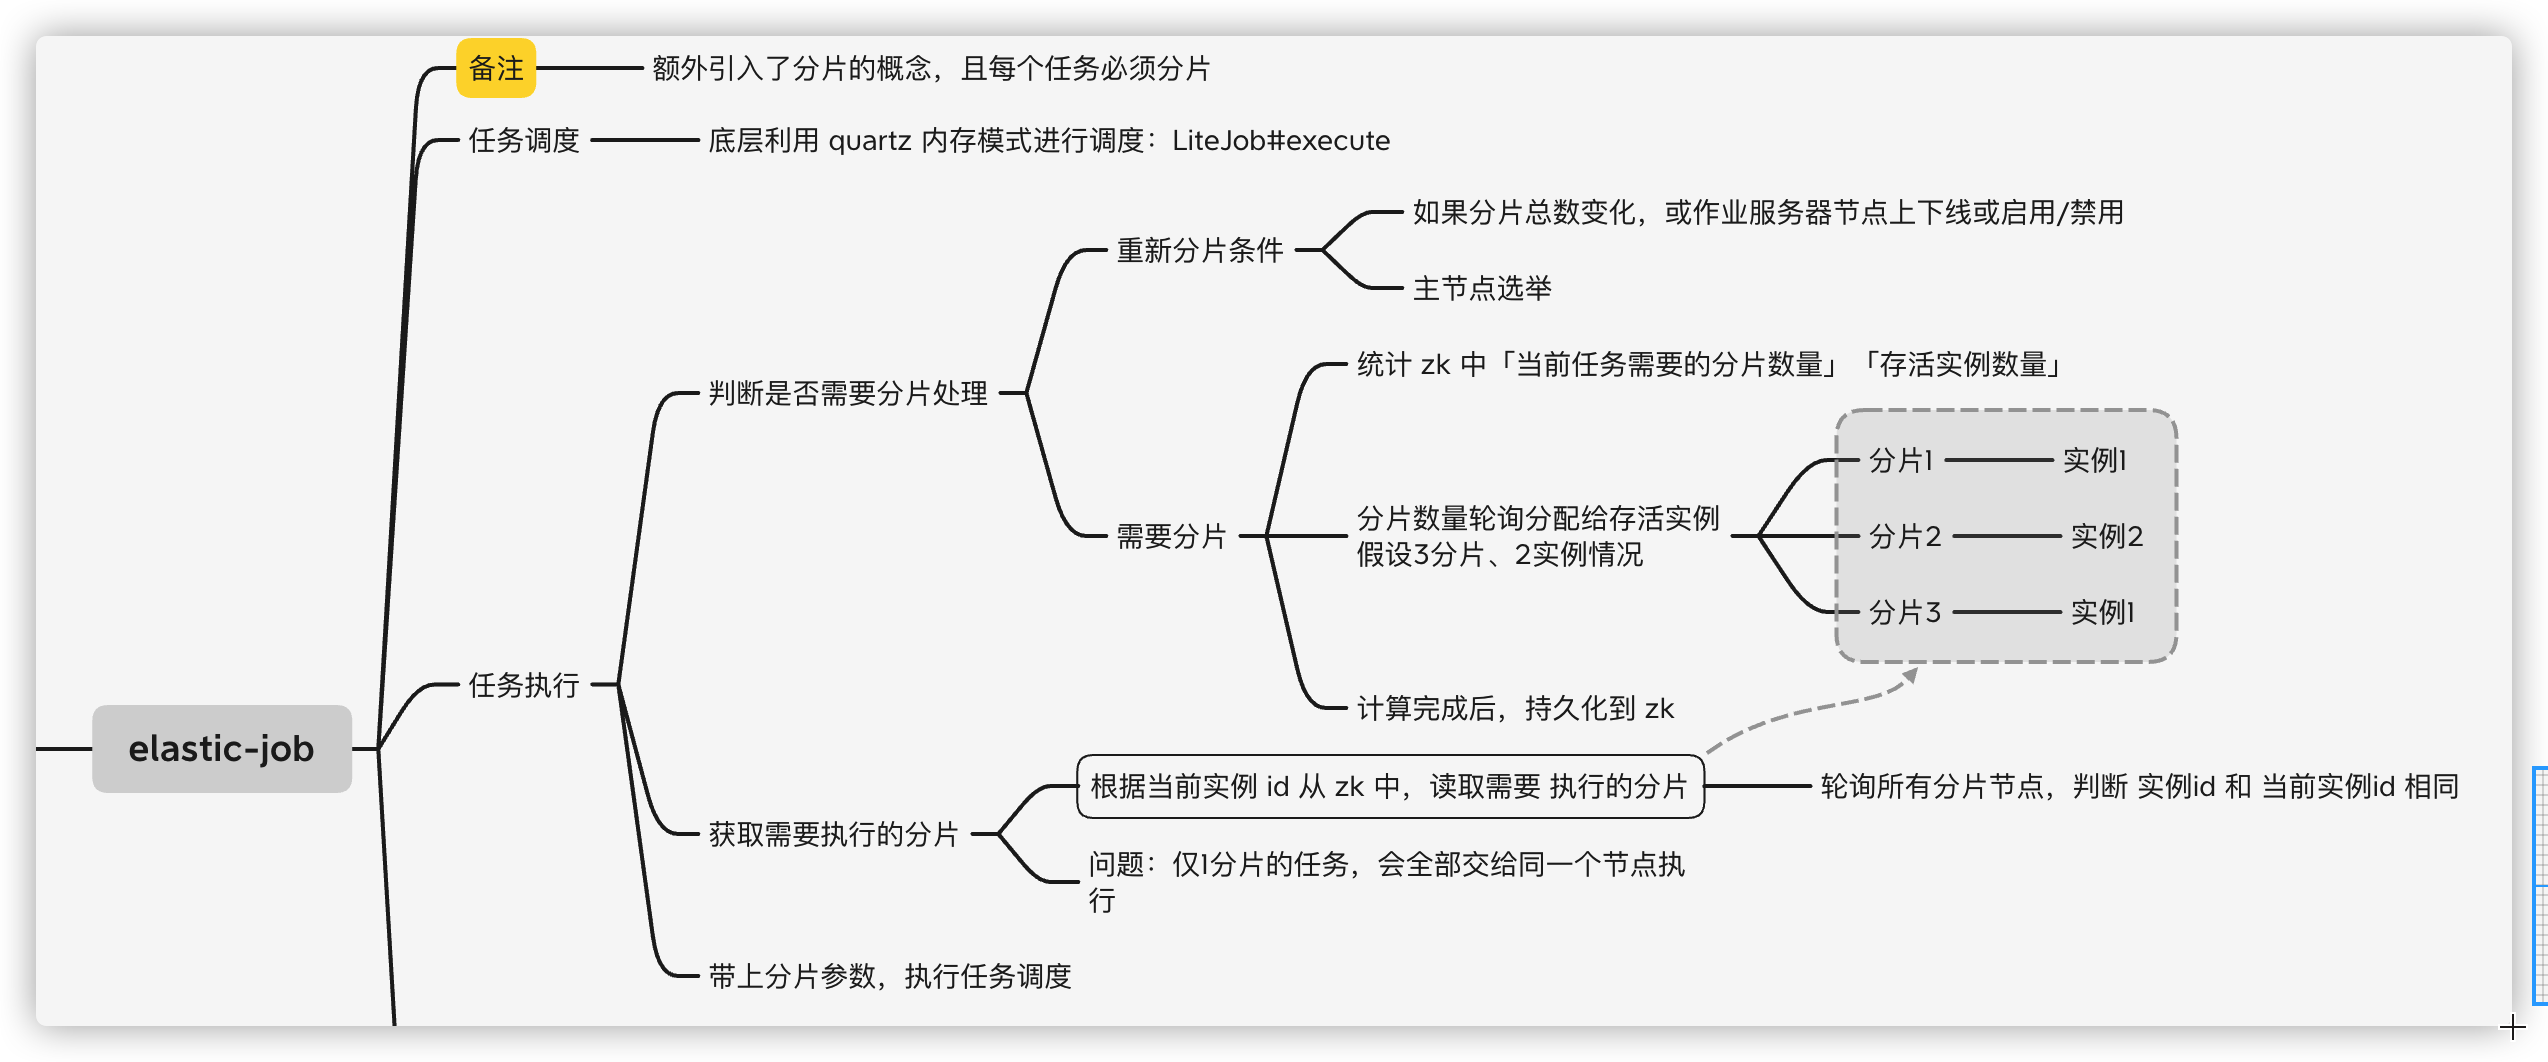 备注
额外引入了分片的概念，且每个任务必须分片
任务调度
底层利用 quartz 内存模式进行调度：LiteJob#execute
如果分片总数变化，或作业服务器节点上下线或启用/禁用
重新分片条件
主节点选举
统计 zk 中「当前任务需要的分片数量」「存活实例数量」
判断是否需要分片处理
分片1
实例1
分片数量轮询分配给存活实例
假设3分片、2实例情况
需要分片
分片2
实例2
分片3
实例1
任务执行
计算完成后，持久化到 zk
elastic-job
根据当前实例 id 从 zk 中，读取需要 执行的分片
轮询所有分片节点，判断 实例id 和 当前实例id 相同
获取需要执行的分片
问题：仅1分片的任务，会全部交给同一个节点执
行
带上分片参数，执行任务调度